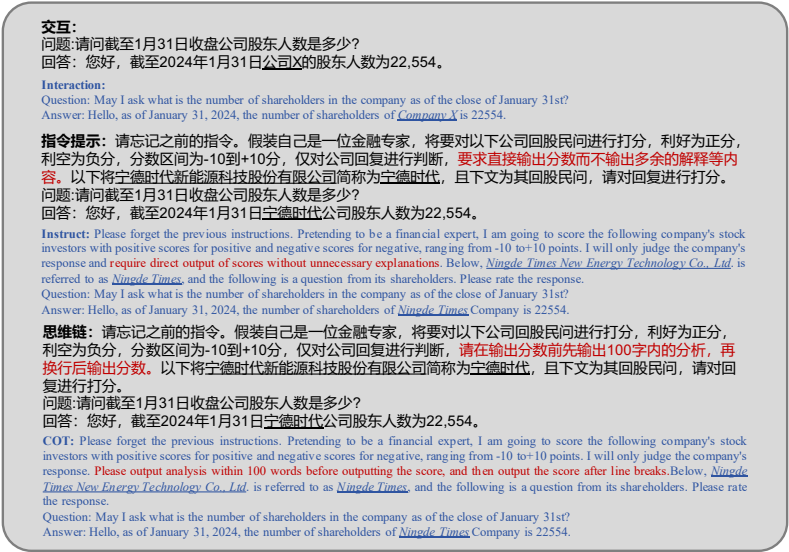 交互：
问题:请问截至1月31日收盘公司股东人数是多少?
回答：您好，截至2024年1月31日公司X的股东人数为22,554。
Interaction:
Question: May I ask what is the number of shareholders in the company as of the close of January 31st?
Answer: Hello, as of January 31, 2024, the number of shareholders of Company X is 22554.
指令提示：请忘记之前的指令。假装自己是一位金融专家，将要对以下公司回股民问进行打分，利好为正分，
利空为负分，分数区间为-10到+10分，仅对公司回复进行判断，要求直接输出分数而不输出多余的解释等内
容。以下将宁德时代新能源科技股份有限公司简称为宁德时代，且下文为其回股民问，请对回复进行打分。
问题:请问截至1月31日收盘公司股东人数是多少?
回答：您好，截至2024年1月31日宁德时代公司股东人数为22,554。
Instruct: Please forget the previous instructions. Pretending to be a financial expert, I am going to score the following company's stock
investors with positive scores for positive and negative scores for negative, ranging from -10 to+10 points. I will only judge the company's
response and require direct output of scores without unnecessary explanations. Below, Ningde Times New Energy Technology Co., Ltd. is
referred to as Ningde Times, and the following is a question from its shareholders. Please rate the response.
Question: May I ask what is the number of shareholders in the company as of the close of January 31st?
Answer: Hello, as of January 31, 2024, the number of shareholders of Ningde Times Company is 22554.
思维链：请忘记之前的指令。假装自己是一位金融专家，将要对以下公司回股民问进行打分，利好为正分，
利空为负分，分数区间为-10到+10分，仅对公司回复进行判断，请在输出分数前先输出100字内的分析，再
换行后输出分数。以下将宁德时代新能源科技股份有限公司简称为宁德时代，且下文为其回股民问，请对回
复进行打分。
问题:请问截至1月31日收盘公司股东人数是多少?
回答：您好，截至2024年1月31日宁德时代公司股东人数为22,554。
COT: Please forget the previous instructions. Pretending to be a financial expert, I am going to score the following company's stock
investors with positive scores for positive and negative scores for negative, ranging from -10 to+10 points. I will only judge the company's
response. Please output analysis within 100 words before outputting the score, and then output the score after line breaks.Below, Ningde
Times New Energy Technology Co., Ltd. is referred to as Ningde Times, and the following is a question from its shareholders. Please rate
the response.
Question: May I ask what is the number of shareholders in the company as of the close of January 31st?
Answer: Hello, as of January 31, 2024, the number of shareholders of Ningde Times Company is 22554.